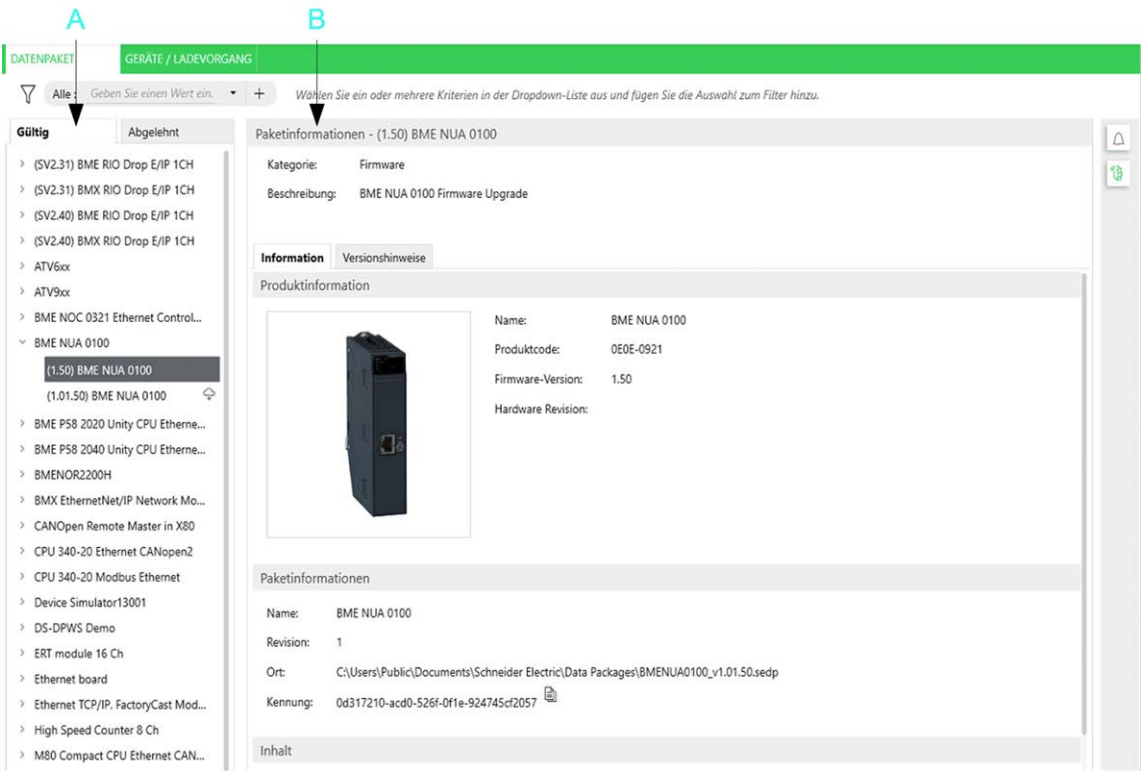 A B
DATENPAKET GERÄTE / LADEVORGANG
Alle : Geben Sie einen Wert ein. + Wählen Sie ein oder mehrere Kriterien in der Dropdown-Liste aus und fügen Sie die Auswahl zum Filter hinzu.
Gültig Abgelehnt
(SV2.31) BME RIO Drop E/IP 1CH
(SV2.31) BMX RIO Drop E/IP 1CH
(SV2.40) BME RIO Drop E/IP 1CH
(SV2.40) BMX RIO Drop E/IP 1CH
ATV6xx
ATV9xx
BME NOC 0321 Ethernet Control...
BME NUA 0100
(1.50) BME NUA 0100
(1.01.50) BME NUA 0100
BME P58 2020 Unity CPU Etherne...
BME P58 2040 Unity CPU Etherne...
BMENOR2200H
BMX EthernetNet/IP Network Mo...
CANOpen Remote Master in X80
CPU 340-20 Ethernet CANopen2
CPU 340-20 Modbus Ethernet
Device Simulator13001
DS-DPWS Demo
ERT module 16 Ch
Ethernet board
Ethernet TCP/IP, FactoryCast Mod...
High Speed Counter 8 Ch
M80 Compact CPU Ethernet CAN...
Paketinformationen - (1.50) BME NUA 0100
Kategorie: Firmware
Beschreibung: BME NUA 0100 Firmware Upgrade
Information Versionshinweise
Produktinformation
Name: BME NUA 0100
Produktcode: 0E0E-0921
Firmware-Version: 1.50
Hardware Revision:
Paketinformationen
Name: BME NUA 0100
Revision: 1
Ort: C:\Users\Public\Documents\Schneider Electric\Data Packages\BMENUA0100_v1.01.50.sedp
Kennung: 0d317210-acd0-526f-0f1e-924745cf2057
Inhalt